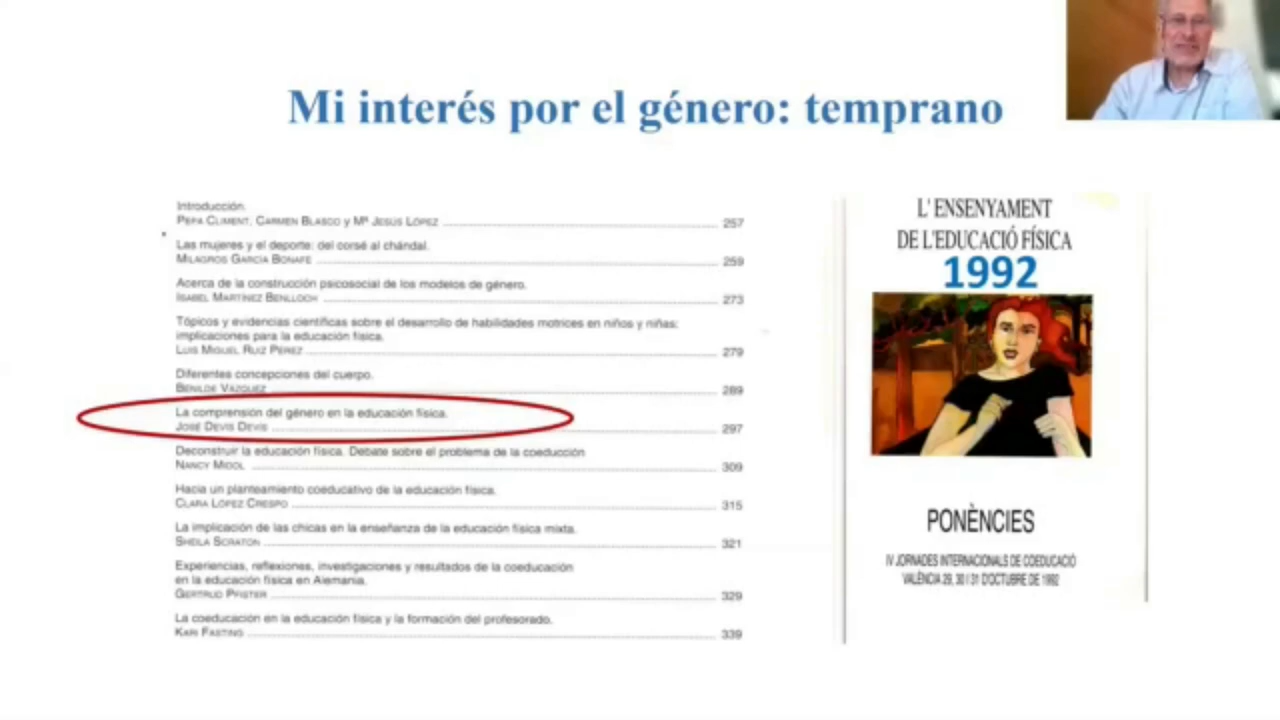 Mi interés por el género: temprano
Introducción.
PEPA CLIMENT, CARMEN BLASCO y Mª JESÚS LÓPEZ 257
Las mujeres y el deporte: del corsé al chándal.
MILAGROS GARCÍA BONAFÉ 259
Acerca de la construcción psicosocial de los modelos de género.
ISABEL MARTÍNEZ BENLLOCH 273
Tópicos y evidencias científicas sobre el desarrollo de habilidades motrices en niños y niñas:
implicaciones para la educación física.
LUIS MIGUEL RUIZ PÉREZ 279
Diferentes concepciones del cuerpo.
BENILDE VÁZQUEZ 289
La comprensión del género en la educación física.
JOSÉ DEVÍS DEVÍS 297
Deconstruir la educación física. Debate sobre el problema de la coeducción
NANCY MIDOL 309
Hacia un planteamiento coeducativo de la educación física.
CLARA LÓPEZ CRESPO 315
La implicación de las chicas en la enseñanza de la educación física mixta.
SHEILA SCRATON 321
Experiencias, reflexiones, investigaciones y resultados de la coeducación
en la educación física en Alemania.
GERTRUD PFISTER 329
La coeducación en la educación física y la formación del profesorado.
KARI FASTING 339
L' ENSENYAMENT
DE L'EDUCACIÓ FÍSICA
1992
PONÈNCIES
IV JORNADES INTERNACIONALS DE COEDUCACIÓ
VALÈNCIA 29, 30 I 31 D'OCTUBRE DE 1992